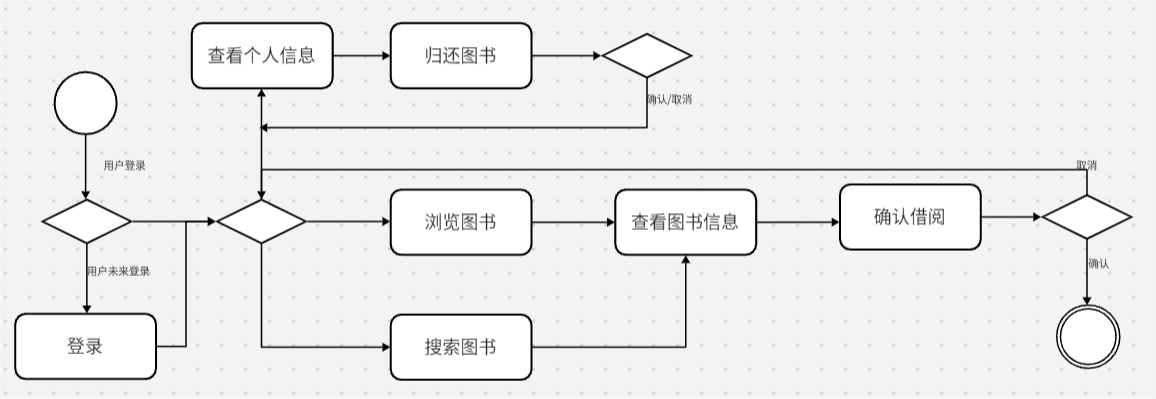 查看个人信息
归还图书
确认/取消
用户登录
取消
浏览图书
查看图书信息
确认借阅
用户未来登录
确认
登录
搜索图书